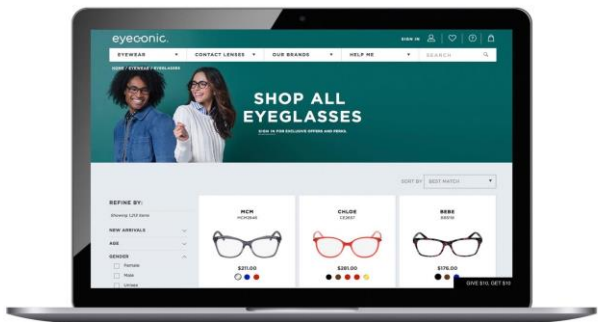 eyeconic.
SIGN IN
EYEWEAR
CONTACT LENSES
OUR BRANDS
HELP ME
SEARCH
HOME / EYEWEAR / EYEGLASSES
SHOP ALL
EYEGLASSES
SIGN IN FOR EXCLUSIVE OFFERS AND PERKS.
SORT BY BEST MATCH
REFINE BY:
NEW ARRIVALS
AGE
GENDER
Female
Male
Unisex
MCM
$211.00
CHLOE
$281.00
BEBE
$176.00
GIVE $10, GET $10